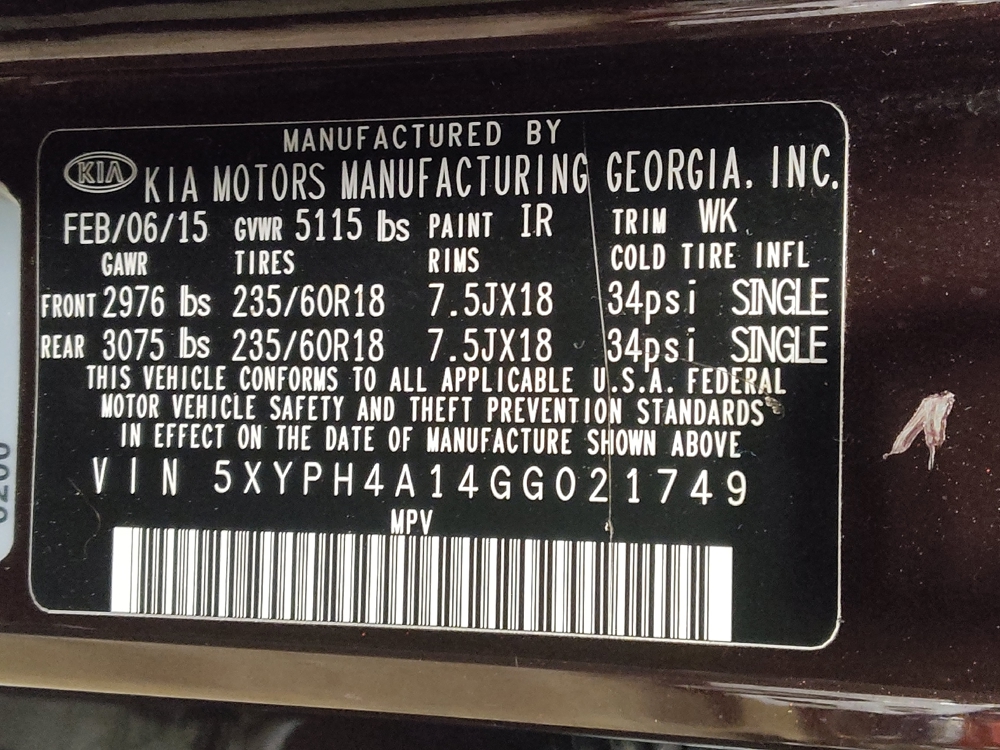 MANUFACTURED BY
KIA KIA MOTORS MANUFACTURING GEORGIA, INC.
FEB/06/15 GVWR 5115 lbs PAINT IR TRIM WK
GAWR TIRES RIMS COLD TIRE INFL
FRONT 2976 lbs 235/60R18 7.5JX18 34psi SINGLE
REAR 3075 lbs 235/60R18 7.5JX18 34psi SINGLE
THIS VEHICLE CONFORMS TO ALL APPLICABLE U.S.A. FEDERAL
MOTOR VEHICLE SAFETY AND THEFT PREVENTION STANDARDS
IN EFFECT ON THE DATE OF MANUFACTURE SHOWN ABOVE
VIN 5XYPH4A14GG021749
MPV